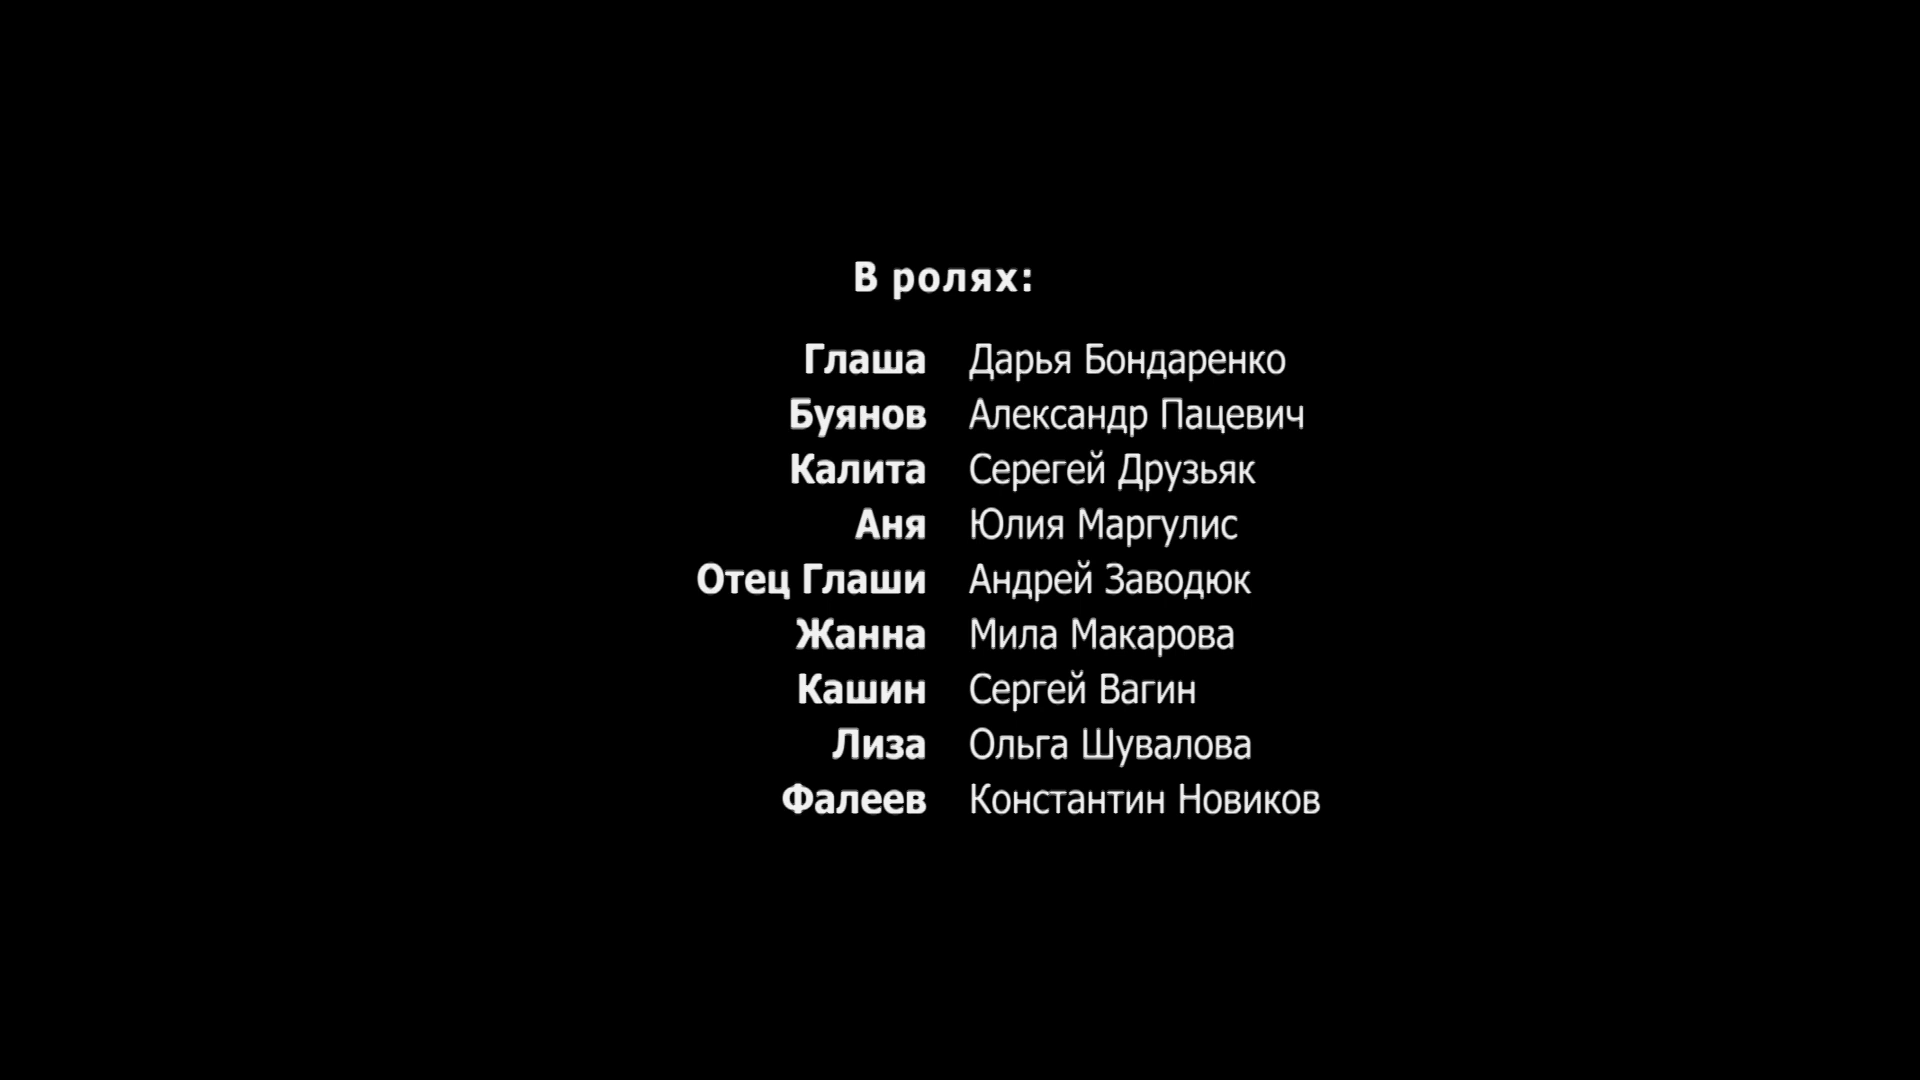 В ролях:
Глаша Дарья Бондаренко
Буянов Александр Пацевич
Калита Серегей Друзьяк
Аня Юлия Маргулис
Отец Глаши Андрей Заводюк
Жанна Мила Макарова
Кашин Сергей Вагин
Лиза Ольга Шувалова
Фалеев Константин Новиков